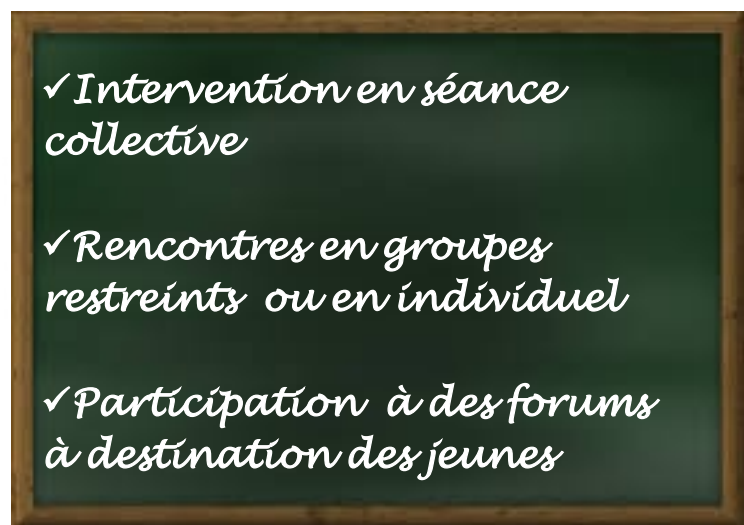 ✓Intervention en séance
collective
✓Rencontres en groupes
restreints ou en individuel
✓Participation à des forums
à destination des jeunes